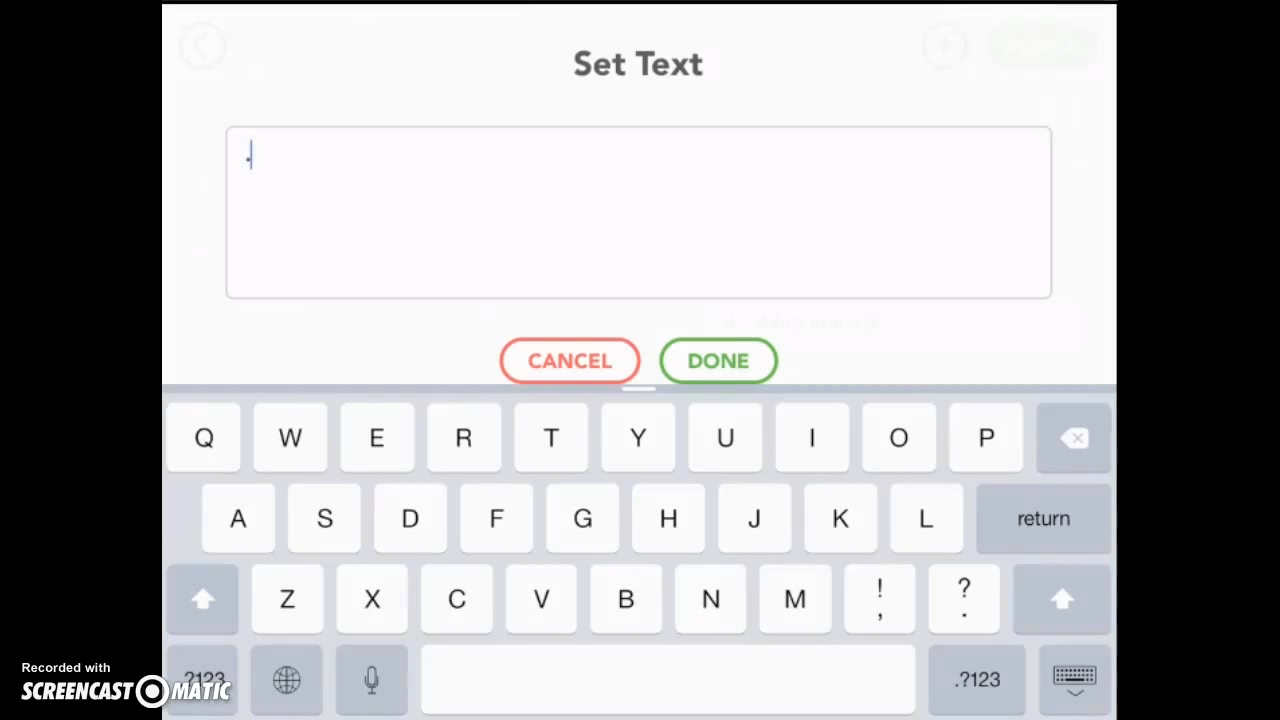 Set Text
.
CANCEL DONE
Q W E R T Y U I O P
A S D F G H J K L return
Z X C V B N M ! , ? .
.?123 .?123
Recorded with
SCREENCAST MATIC